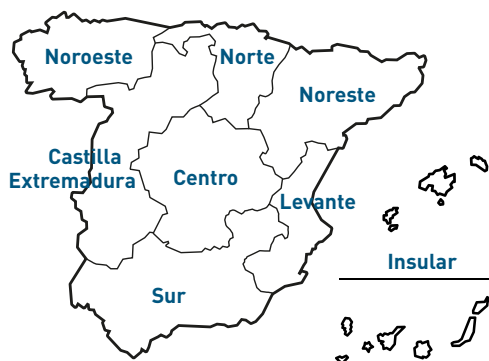 Noroeste
Norte
Noreste
Castilla
Extremadura
Centro
Levante
Insular
Sur